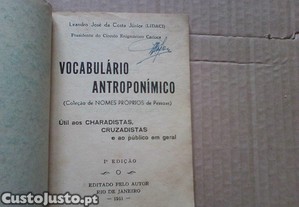 Leandro José da Costa Júnior (LIDACI)
Presidente do Círculo Enigmístico Carioca
VOCABULÁRIO
ANTROPONÍMICO
(Coleção de NOMES PRÓPRIOS de Pessoas)
Útil aos CHARADISTAS,
CRUZADISTAS
e ao público em geral
1ª EDIÇÃO
EDITADO PELO AUTOR
RIO DE JANEIRO
CustoJusto.pt